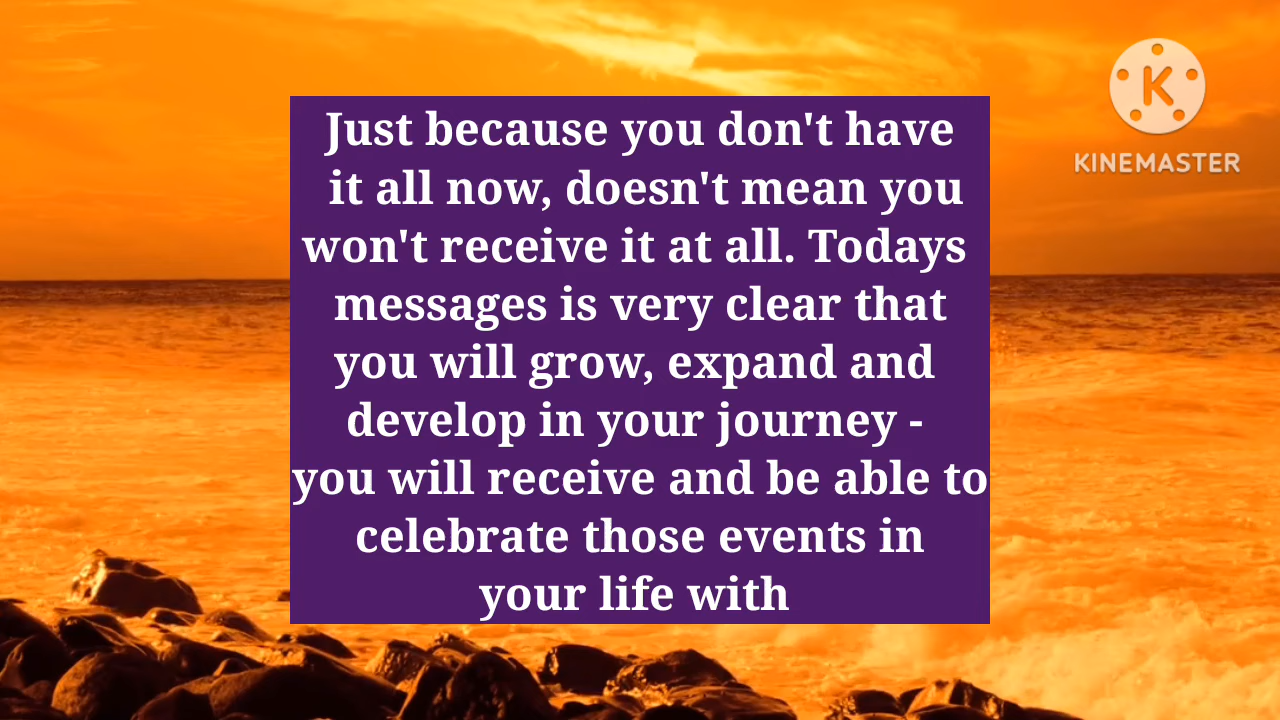 Just because you don't have
it all now, doesn't mean you
won't receive it at all. Todays
messages is very clear that
you will grow, expand and
develop in your journey -
you will receive and be able to
celebrate those events in
your life with
K
KINEMASTER